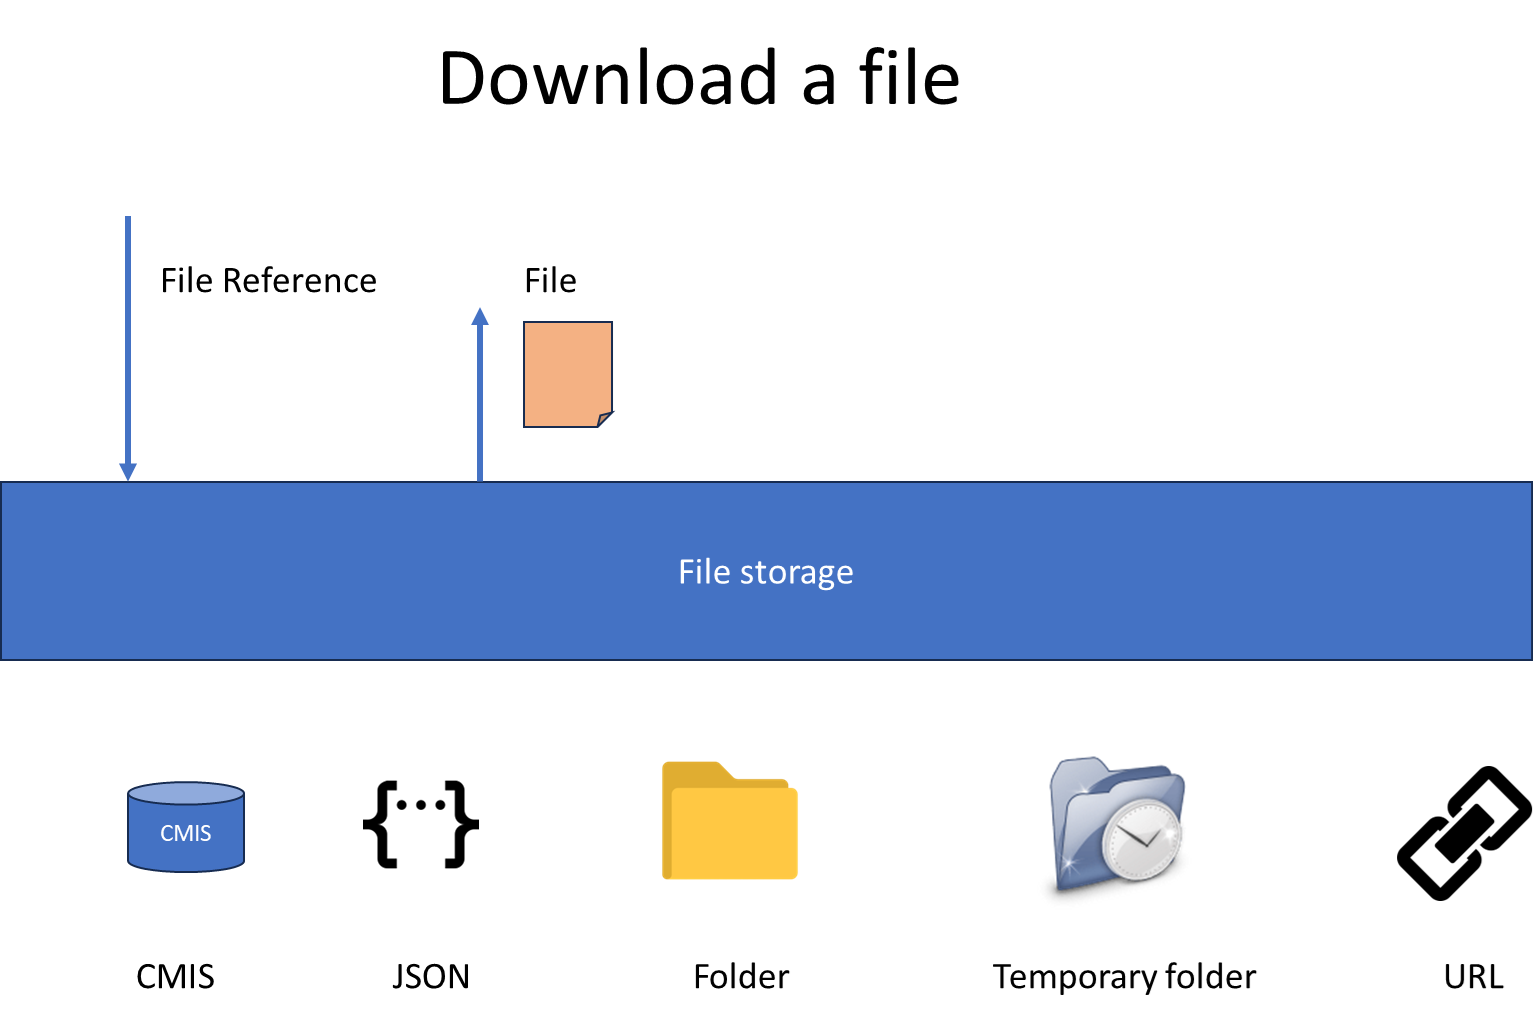 Download a file
File Reference
File
File storage
CMIS
CMIS
JSON
Folder
Temporary folder
URL